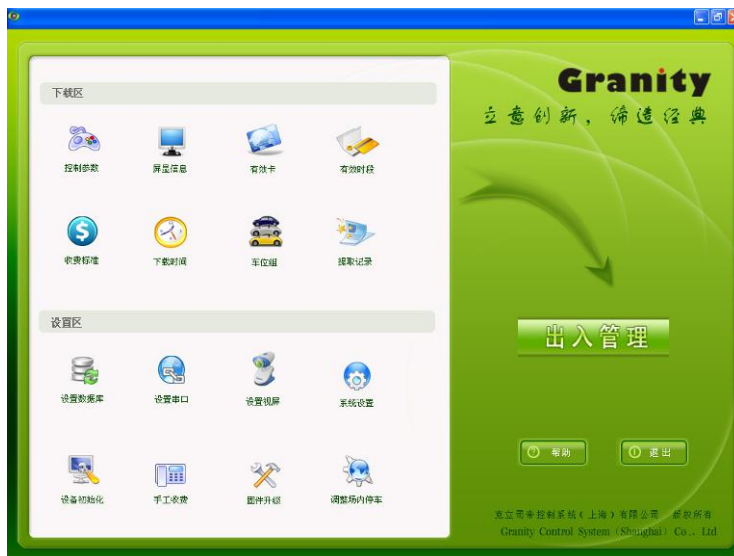 下载区
控制参数 屏显信息 有效卡 有效时段
收费标准 下载时间 车位组 提取记录
设置区
设置数据库 设置串口 设置视屏 系统设置
设备初始化 手工收费 固件升级 调整场内停车
Granity
立意创新，缔造经典
出入管理
帮助 退出
克立司帝控制系统(上海)有限公司 版权所有
Granity Control System (Shanghai) Co., Ltd